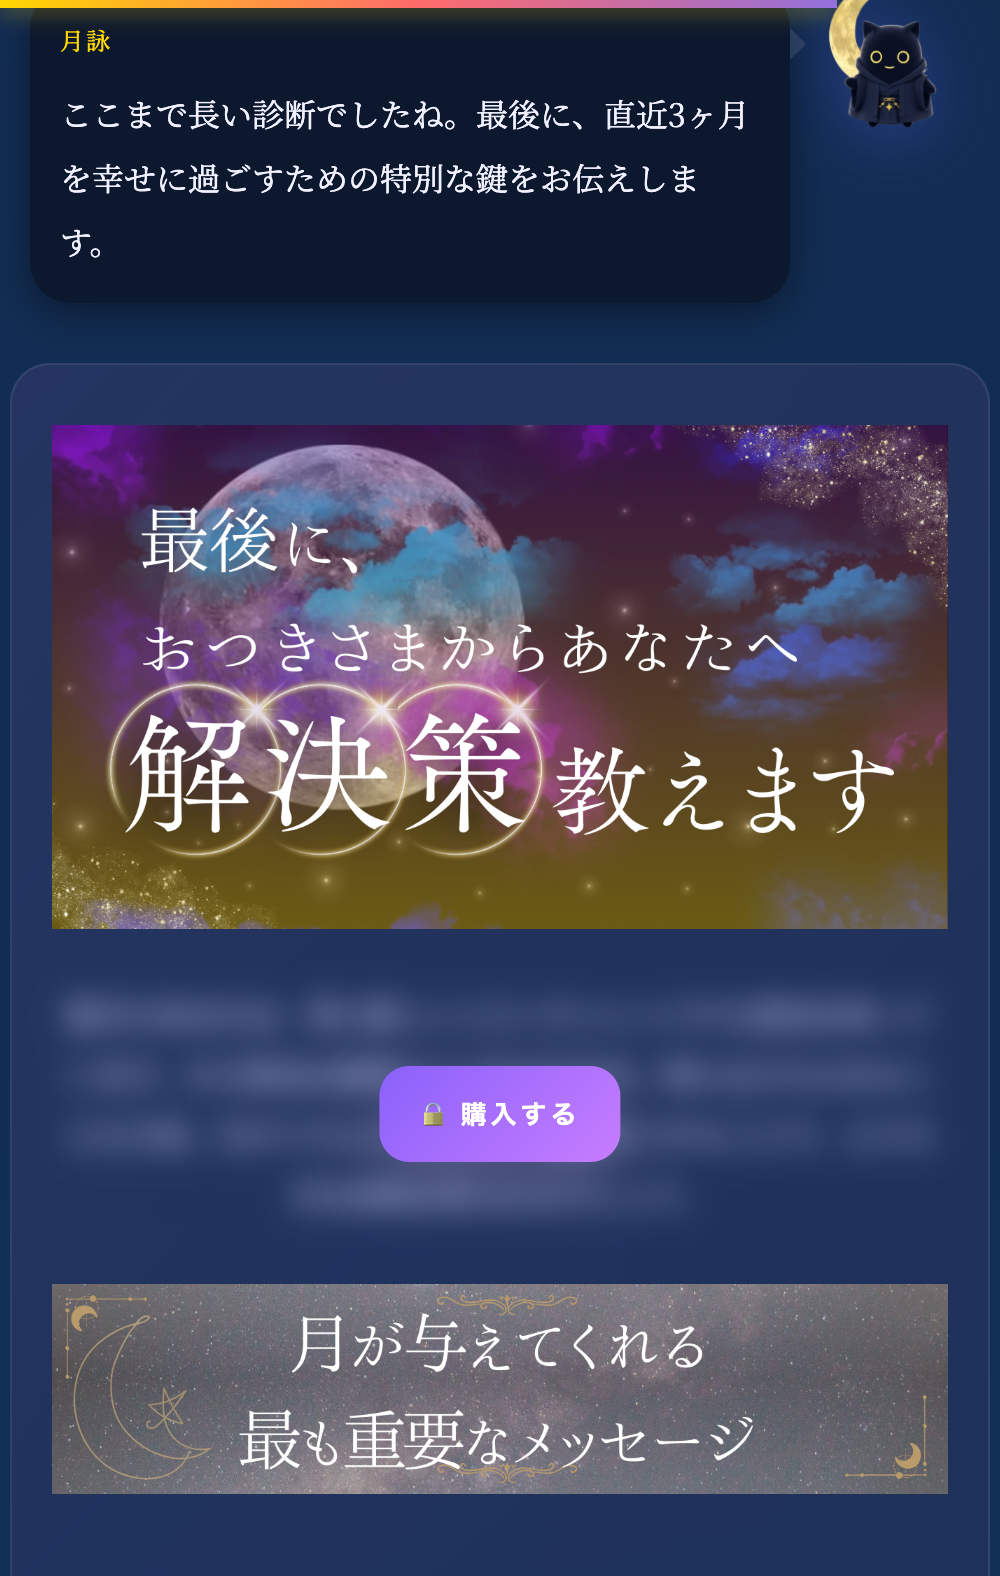 月詠
ここまで長い診断でしたね。最後に、直近3ヶ月
を幸せに過ごすための特別な鍵をお伝えしま
す。
最後に、
おつきさまからあなたへ
解決策教えます
🔒 購入する
月が与えてくれる
最も重要なメッセージ